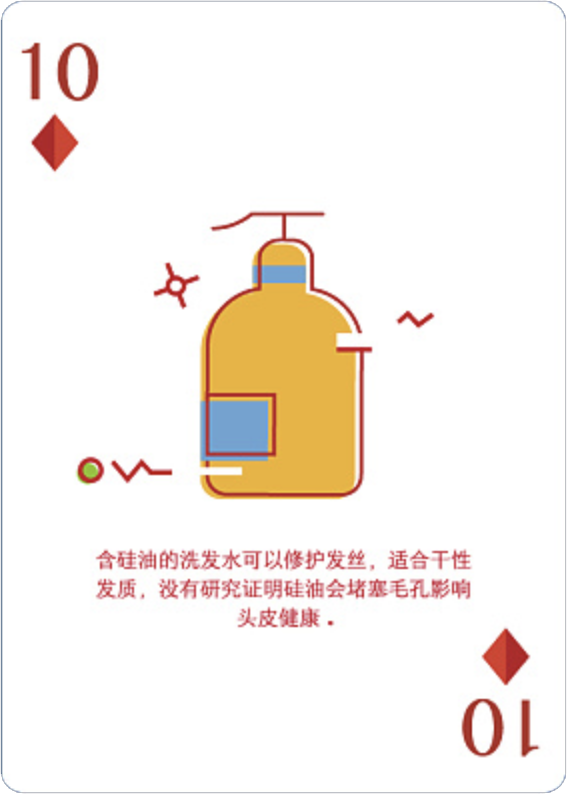 10
含硅油的洗发水可以修护发丝，适合干性
发质，没有研究证明硅油会堵塞毛孔影响
头皮健康．
10